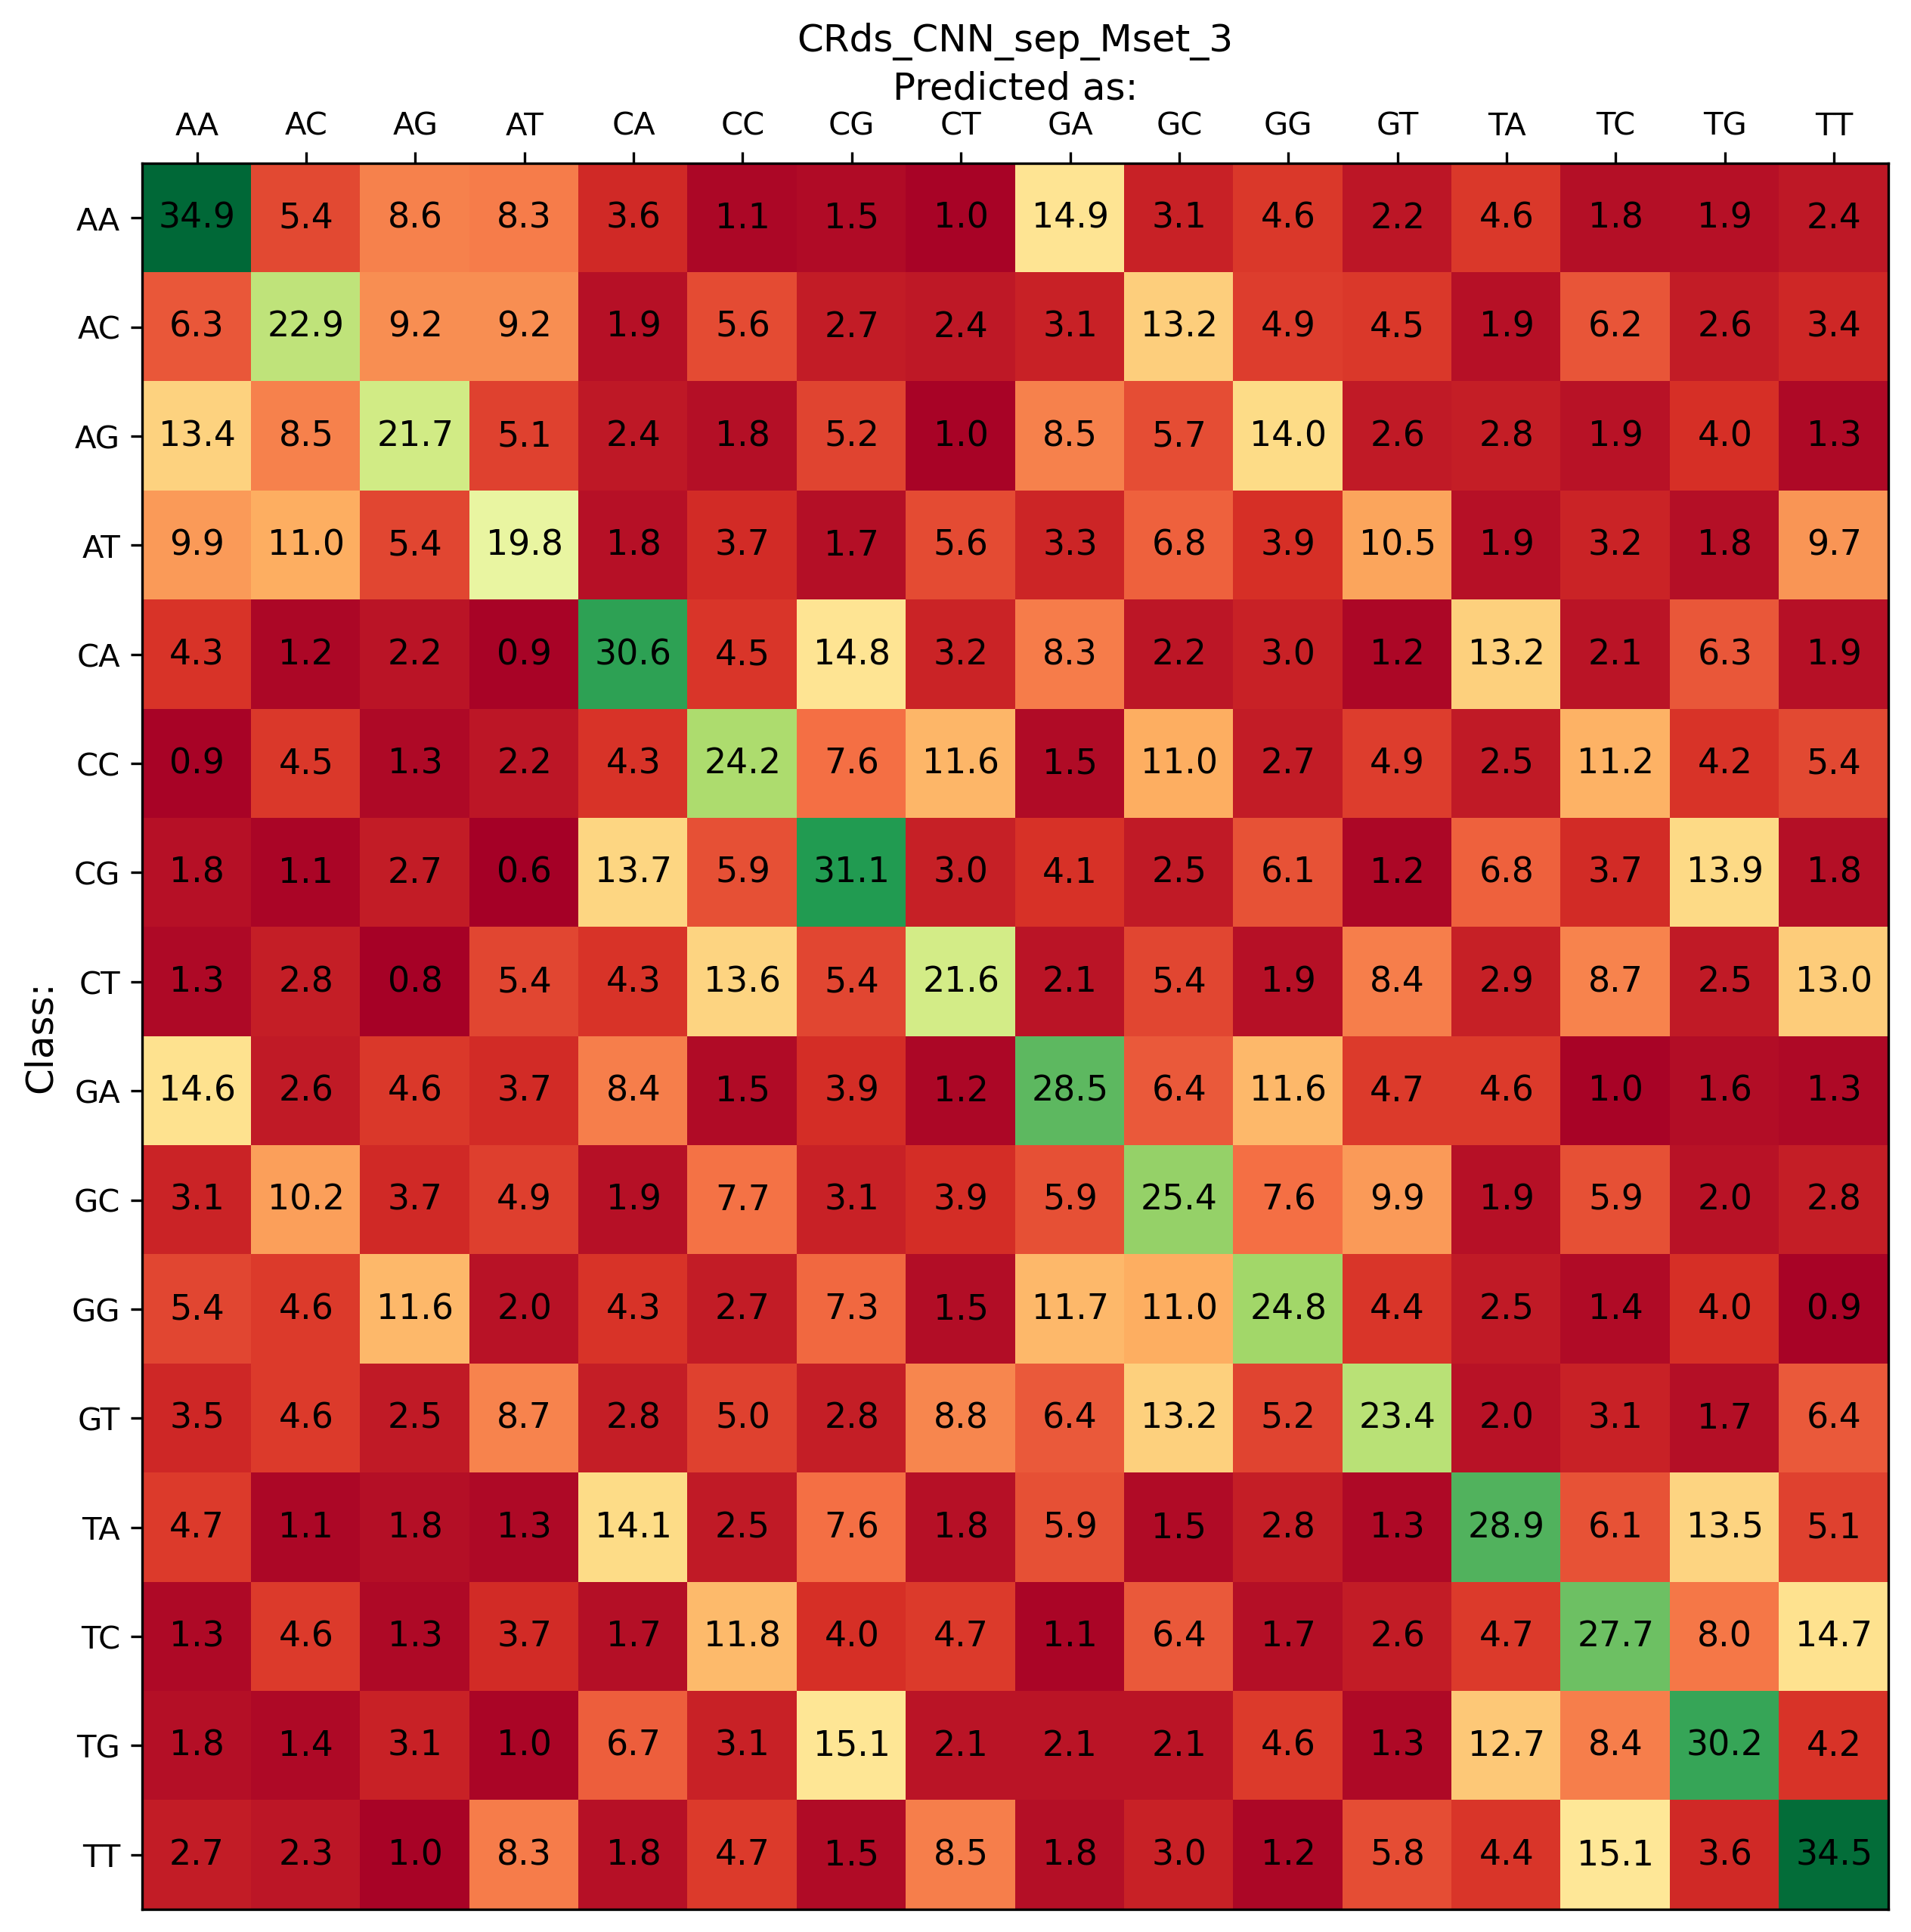 CRds_CNN_sep_Mset_3
Predicted as:
AA AC AG AT CA CC CG CT GA GC GG GT TA TC TG TT
AA 34.9 5.4 8.6 8.3 3.6 1.1 1.5 1.0 14.9 3.1 4.6 2.2 4.6 1.8 1.9 2.4
AC 6.3 22.9 9.2 9.2 1.9 5.6 2.7 2.4 3.1 13.2 4.9 4.5 1.9 6.2 2.6 3.4
AG 13.4 8.5 21.7 5.1 2.4 1.8 5.2 1.0 8.5 5.7 14.0 2.6 2.8 1.9 4.0 1.3
AT 9.9 11.0 5.4 19.8 1.8 3.7 1.7 5.6 3.3 6.8 3.9 10.5 1.9 3.2 1.8 9.7
CA 4.3 1.2 2.2 0.9 30.6 4.5 14.8 3.2 8.3 2.2 3.0 1.2 13.2 2.1 6.3 1.9
CC 0.9 4.5 1.3 2.2 4.3 24.2 7.6 11.6 1.5 11.0 2.7 4.9 2.5 11.2 4.2 5.4
CG 1.8 1.1 2.7 0.6 13.7 5.9 31.1 3.0 4.1 2.5 6.1 1.2 6.8 3.7 13.9 1.8
CT 1.3 2.8 0.8 5.4 4.3 13.6 5.4 21.6 2.1 5.4 1.9 8.4 2.9 8.7 2.5 13.0
Class:
GA 14.6 2.6 4.6 3.7 8.4 1.5 3.9 1.2 28.5 6.4 11.6 4.7 4.6 1.0 1.6 1.3
GC 3.1 10.2 3.7 4.9 1.9 7.7 3.1 3.9 5.9 25.4 7.6 9.9 1.9 5.9 2.0 2.8
GG 5.4 4.6 11.6 2.0 4.3 2.7 7.3 1.5 11.7 11.0 24.8 4.4 2.5 1.4 4.0 0.9
GT 3.5 4.6 2.5 8.7 2.8 5.0 2.8 8.8 6.4 13.2 5.2 23.4 2.0 3.1 1.7 6.4
TA 4.7 1.1 1.8 1.3 14.1 2.5 7.6 1.8 5.9 1.5 2.8 1.3 28.9 6.1 13.5 5.1
TC 1.3 4.6 1.3 3.7 1.7 11.8 4.0 4.7 1.1 6.4 1.7 2.6 4.7 27.7 8.0 14.7
TG 1.8 1.4 3.1 1.0 6.7 3.1 15.1 2.1 2.1 2.1 4.6 1.3 12.7 8.4 30.2 4.2
TT 2.7 2.3 1.0 8.3 1.8 4.7 1.5 8.5 1.8 3.0 1.2 5.8 4.4 15.1 3.6 34.5